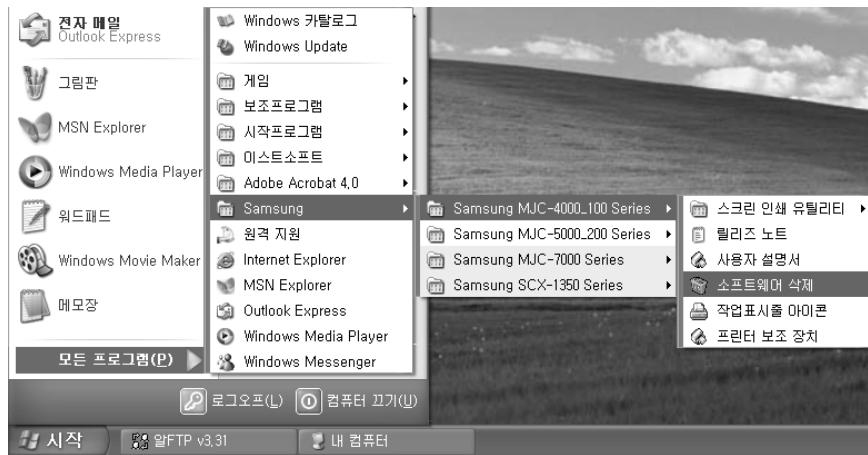 전자 메일
Outlook Express
그림판
MSN Explorer
Windows Media Player
워드패드
Windows Movie Maker
메모장
모든 프로그램(P)
Windows 카탈로그
Windows Update
게임
보조프로그램
시작프로그램
이스트소프트
Adobe Acrobat 4.0
Samsung
원격 지원
Internet Explorer
MSN Explorer
Outlook Express
Windows Media Player
Windows Messenger
Samsung MJC-4000_100 Series
Samsung MJC-5000_200 Series
Samsung MJC-7000 Series
Samsung SCX-1350 Series
스크린 인쇄 유틸리티
릴리즈 노트
사용자 설명서
소프트웨어 삭제
작업표시줄 아이콘
프린터 보조 장치
로그오프(L)
컴퓨터 끄기(U)
시작
알FTP v3.31
내 컴퓨터